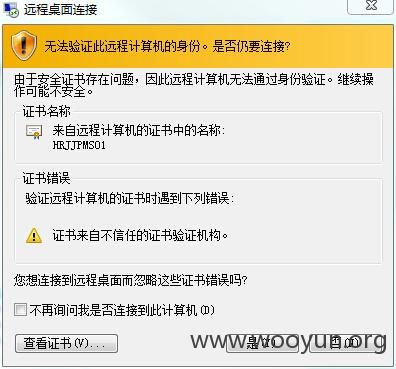 远程桌面连接
无法验证此远程计算机的身份。是否仍要连接?
由于安全证书存在问题，因此远程计算机无法通过身份验证。继续操
作可能不安全。
证书名称
来自远程计算机的证书中的名称:
HRJJPMS01
证书错误
验证远程计算机的证书时遇到下列错误:
证书来自不信任的证书验证机构。
您想连接到远程桌面而忽略这些证书错误吗?
不再询问我是否连接到此计算机(D)
查看证书(V)... 是(Y) 否(N)
www.wooyun.org